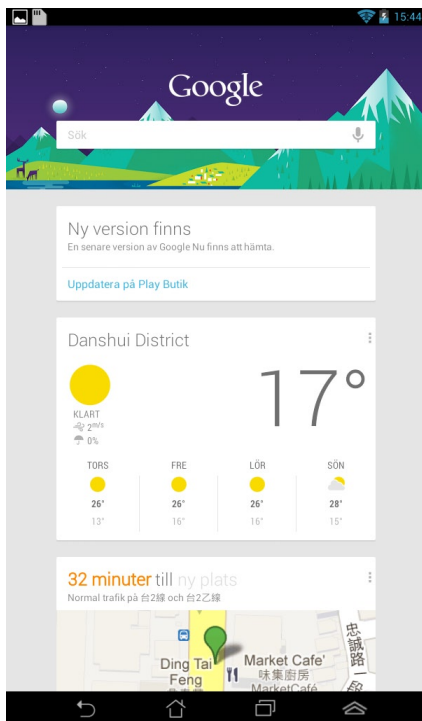 15:44
Google
Sök
Ny version finns
En senare version av Google Nu finns att hämta.
Uppdatera på Play Butik
Danshui District
17°
KLART
2m/s
0%
TORS FRE LÖR SÖN
26° 26° 26° 28°
13° 16° 16° 15°
32 minuter till ny plats
Normal trafik på 台2線 och 台2乙線
忠誠路一段
Ding Tai Feng
Market Cafe'
味集廚房
MarketCafé